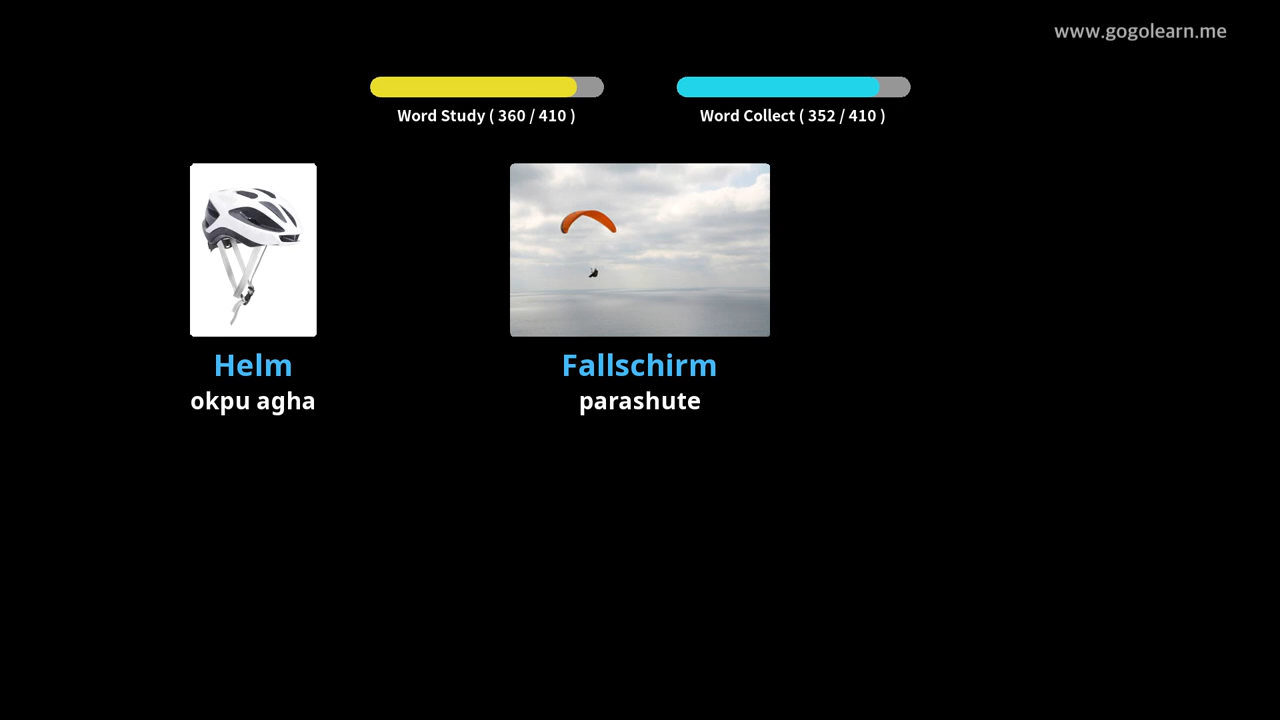 www.gogolearn.me
Word Study ( 360 / 410 )
Word Collect ( 352 / 410 )
Helm
okpu agha
Fallschirm
parashute